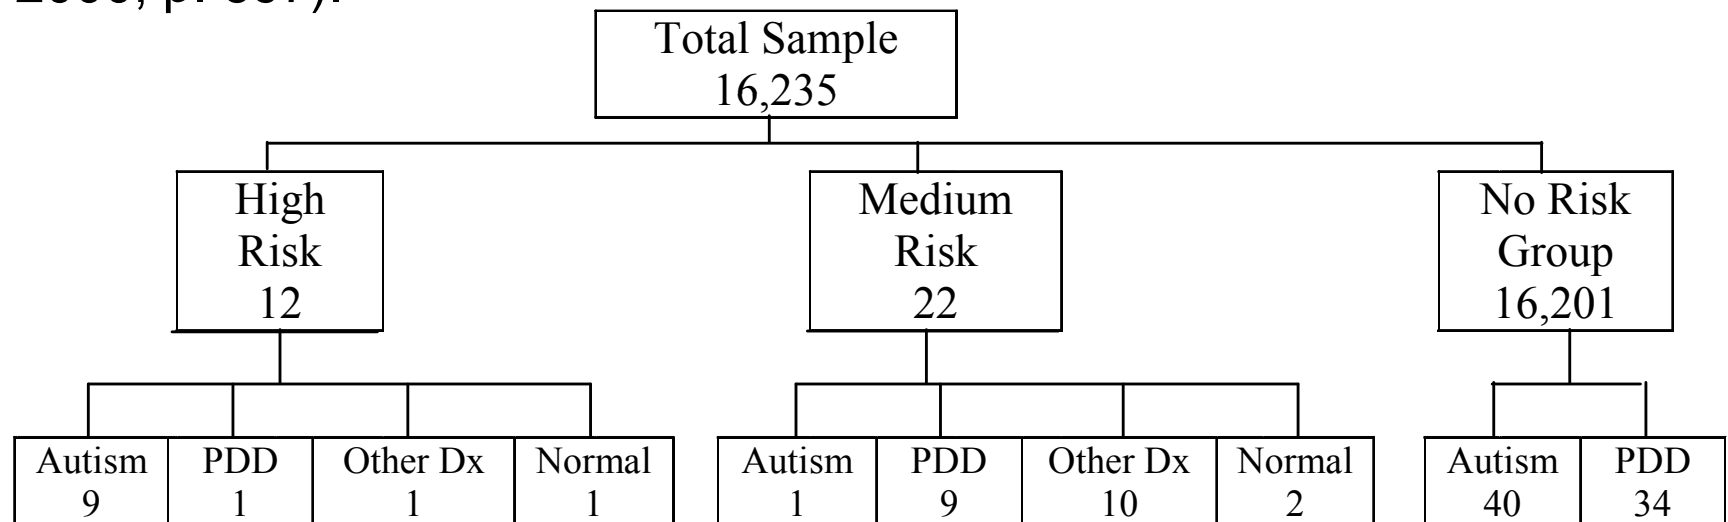 Total Sample
16,235
High
Risk
12
Medium
Risk
22
No Risk
Group
16,201
Autism
9
PDD
1
Other Dx
1
Normal
1
Autism
1
PDD
9
Other Dx
10
Normal
2
Autism
40
PDD
34